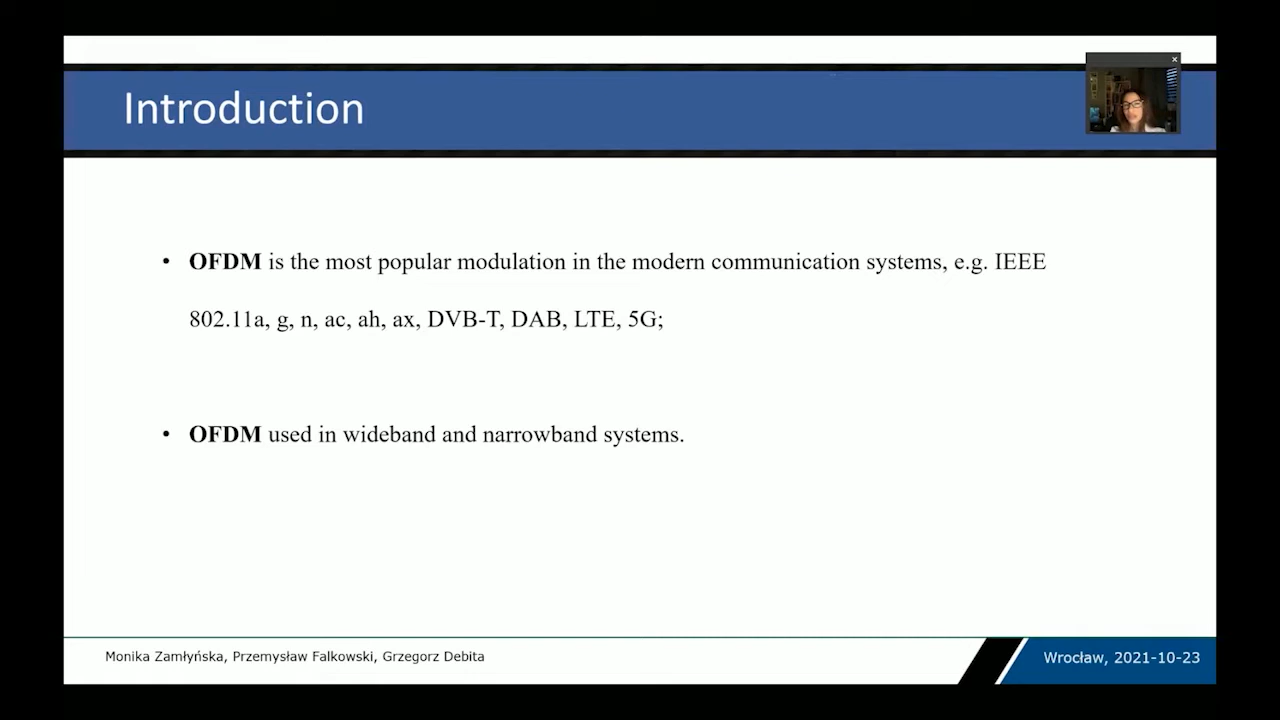 Introduction
• OFDM is the most popular modulation in the modern communication systems, e.g. IEEE
802.11a, g, n, ac, ah, ax, DVB-T, DAB, LTE, 5G;
• OFDM used in wideband and narrowband systems.
Monika Zamłyńska, Przemysław Falkowski, Grzegorz Debita
Wrocław, 2021-10-23